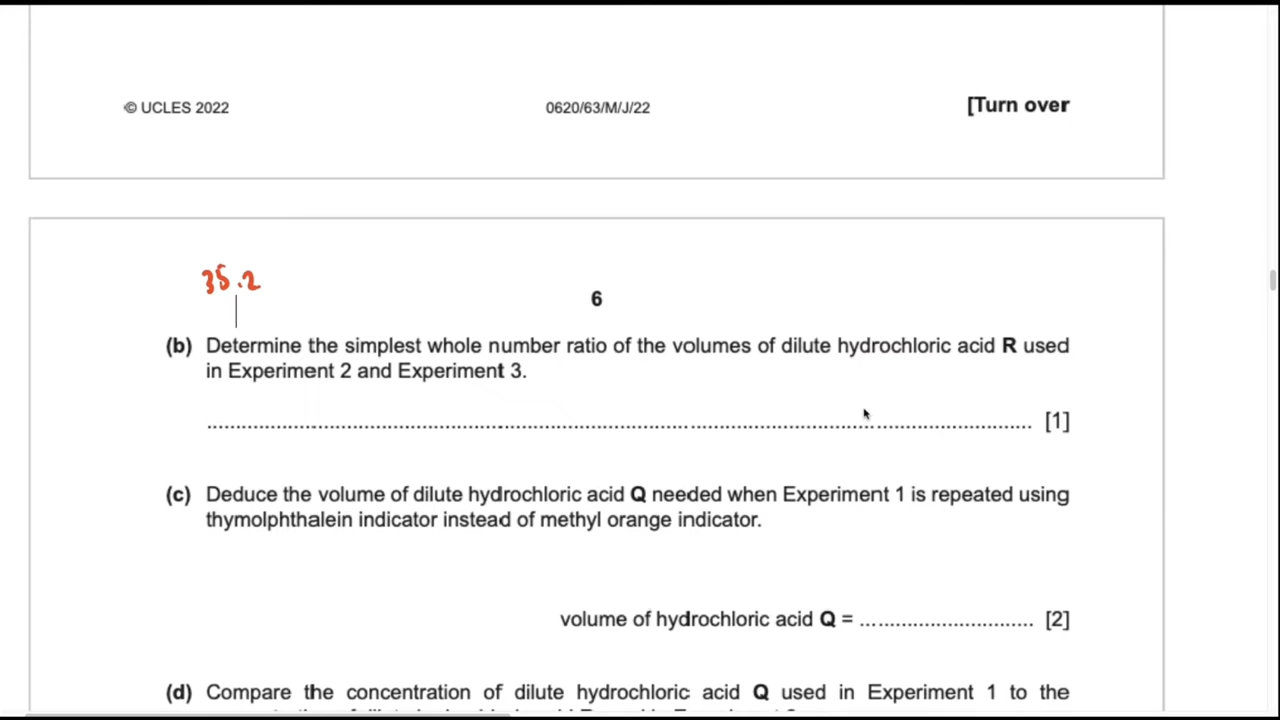 © UCLES 2022 0620/63/M/J/22 [Turn over
35.2
6
(b) Determine the simplest whole number ratio of the volumes of dilute hydrochloric acid R used
in Experiment 2 and Experiment 3.
.......................................................................................................................................... [1]
(c) Deduce the volume of dilute hydrochloric acid Q needed when Experiment 1 is repeated using
thymolphthalein indicator instead of methyl orange indicator.
volume of hydrochloric acid Q = ............................. [2]
(d) Compare the concentration of dilute hydrochloric acid Q used in Experiment 1 to the